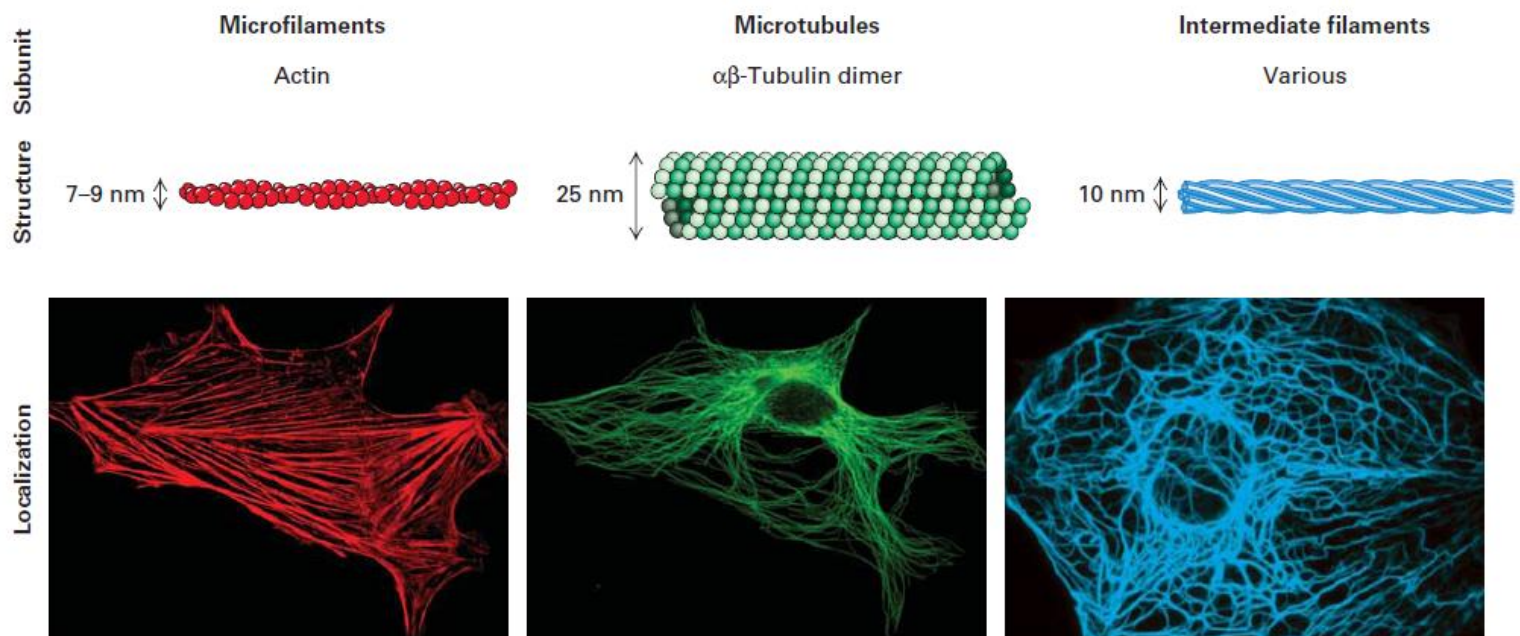 Microfilaments Microtubules Intermediate filaments
Subunit
Actin αβ-Tubulin dimer Various
Structure
7–9 nm 25 nm 10 nm
Localization